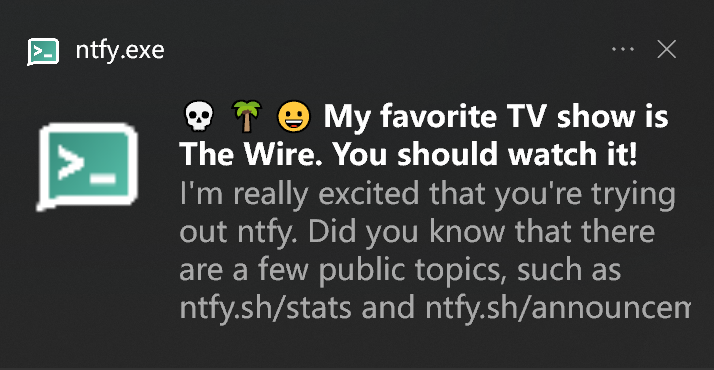 ntfy.exe
💀 🌴 😀 My favorite TV show is
The Wire. You should watch it!
I'm really excited that you're trying
out ntfy. Did you know that there
are a few public topics, such as
ntfy.sh/stats and ntfy.sh/announcem